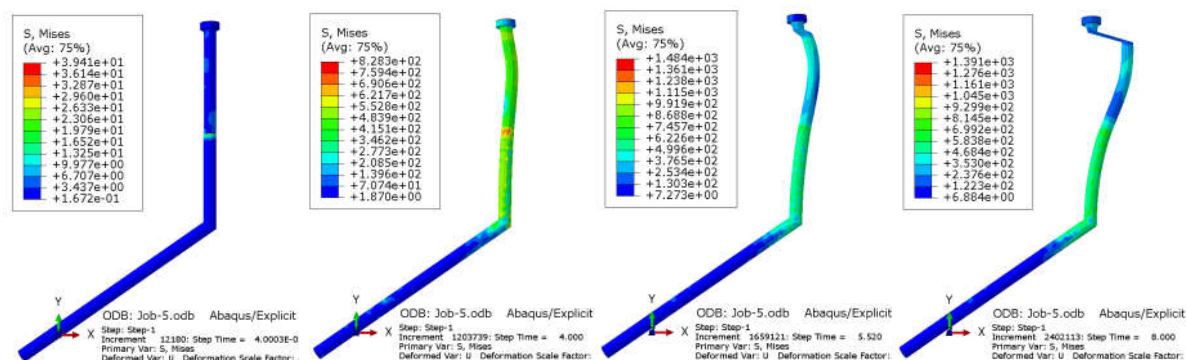 S, Mises
(Avg: 75%)
+3.941e+01
+3.614e+01
+3.287e+01
+2.960e+01
+2.633e+01
+2.306e+01
+1.979e+01
+1.652e+01
+1.325e+01
+9.977e+00
+6.707e+00
+3.437e+00
+1.672e-01
Y
X
ODB: Job-5.odb Abaqus/Explicit
Step: Step-1
Increment 12180: Step Time = 4.0003E-0
Primary Var: S, Mises
Deformed Var: U Deformation Scale Factor:
S, Mises
(Avg: 75%)
+8.283e+02
+7.594e+02
+6.906e+02
+6.217e+02
+5.528e+02
+4.839e+02
+4.151e+02
+3.462e+02
+2.773e+02
+2.085e+02
+1.396e+02
+7.074e+01
+1.870e+00
Y
X
ODB: Job-5.odb Abaqus/Explicit
Step: Step-1
Increment 1203739: Step Time = 4.000
Primary Var: S, Mises
Deformed Var: U Deformation Scale Factor:
S, Mises
(Avg: 75%)
+1.484e+03
+1.361e+03
+1.238e+03
+1.115e+03
+9.919e+02
+8.688e+02
+7.457e+02
+6.226e+02
+4.996e+02
+3.765e+02
+2.534e+02
+1.303e+02
+7.273e+00
Y
X
ODB: Job-5.odb Abaqus/Explicit
Step: Step-1
Increment 1659121: Step Time = 5.520
Primary Var: S, Mises
Deformed Var: U Deformation Scale Factor:
S, Mises
(Avg: 75%)
+1.391e+03
+1.276e+03
+1.161e+03
+1.045e+03
+9.299e+02
+8.145e+02
+6.992e+02
+5.838e+02
+4.684e+02
+3.530e+02
+2.376e+02
+1.223e+02
+6.884e+00
Y
X
ODB: Job-5.odb Abaqus/Explicit
Step: Step-1
Increment 2402113: Step Time = 8.000
Primary Var: S, Mises
Deformed Var: U Deformation Scale Factor: